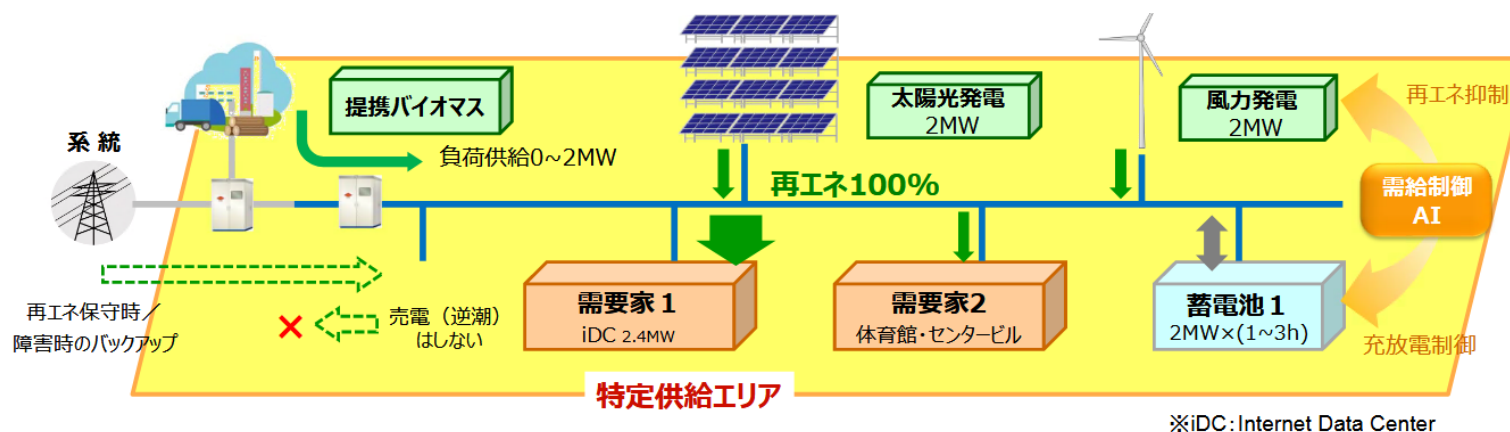 提携バイオマス
太陽光発電
2MW
風力発電
2MW
再エネ抑制
系 統
負荷供給0~2MW
再エネ100%
需給制御
AI
再エネ保守時/
障害時のバックアップ
売電(逆潮)
はしない
需要家1
iDC 2.4MW
需要家2
体育館・センタービル
蓄電池1
2MW×(1~3h)
充放電制御
特定供給エリア
※iDC:Internet Data Center